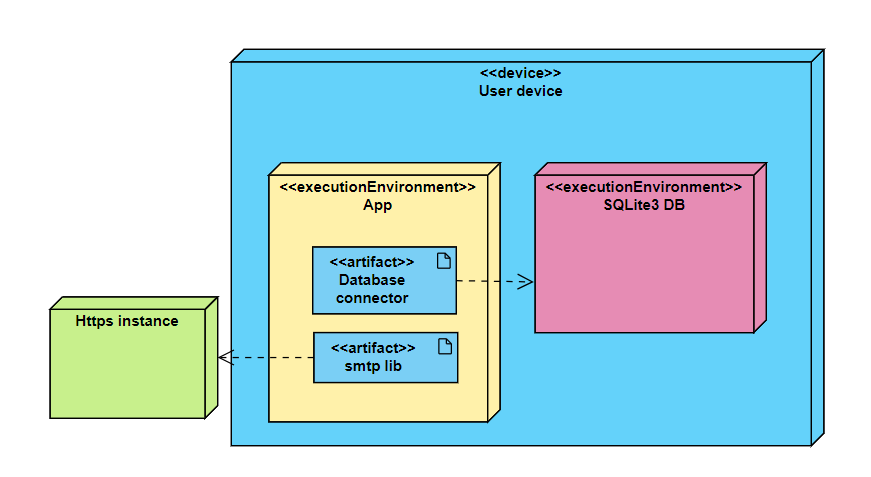 <<device>>
User device
<<executionEnvironment>>
App
<<executionEnvironment>>
SQLite3 DB
<<artifact>>
Database
connector
Https instance
<<artifact>>
smtp lib